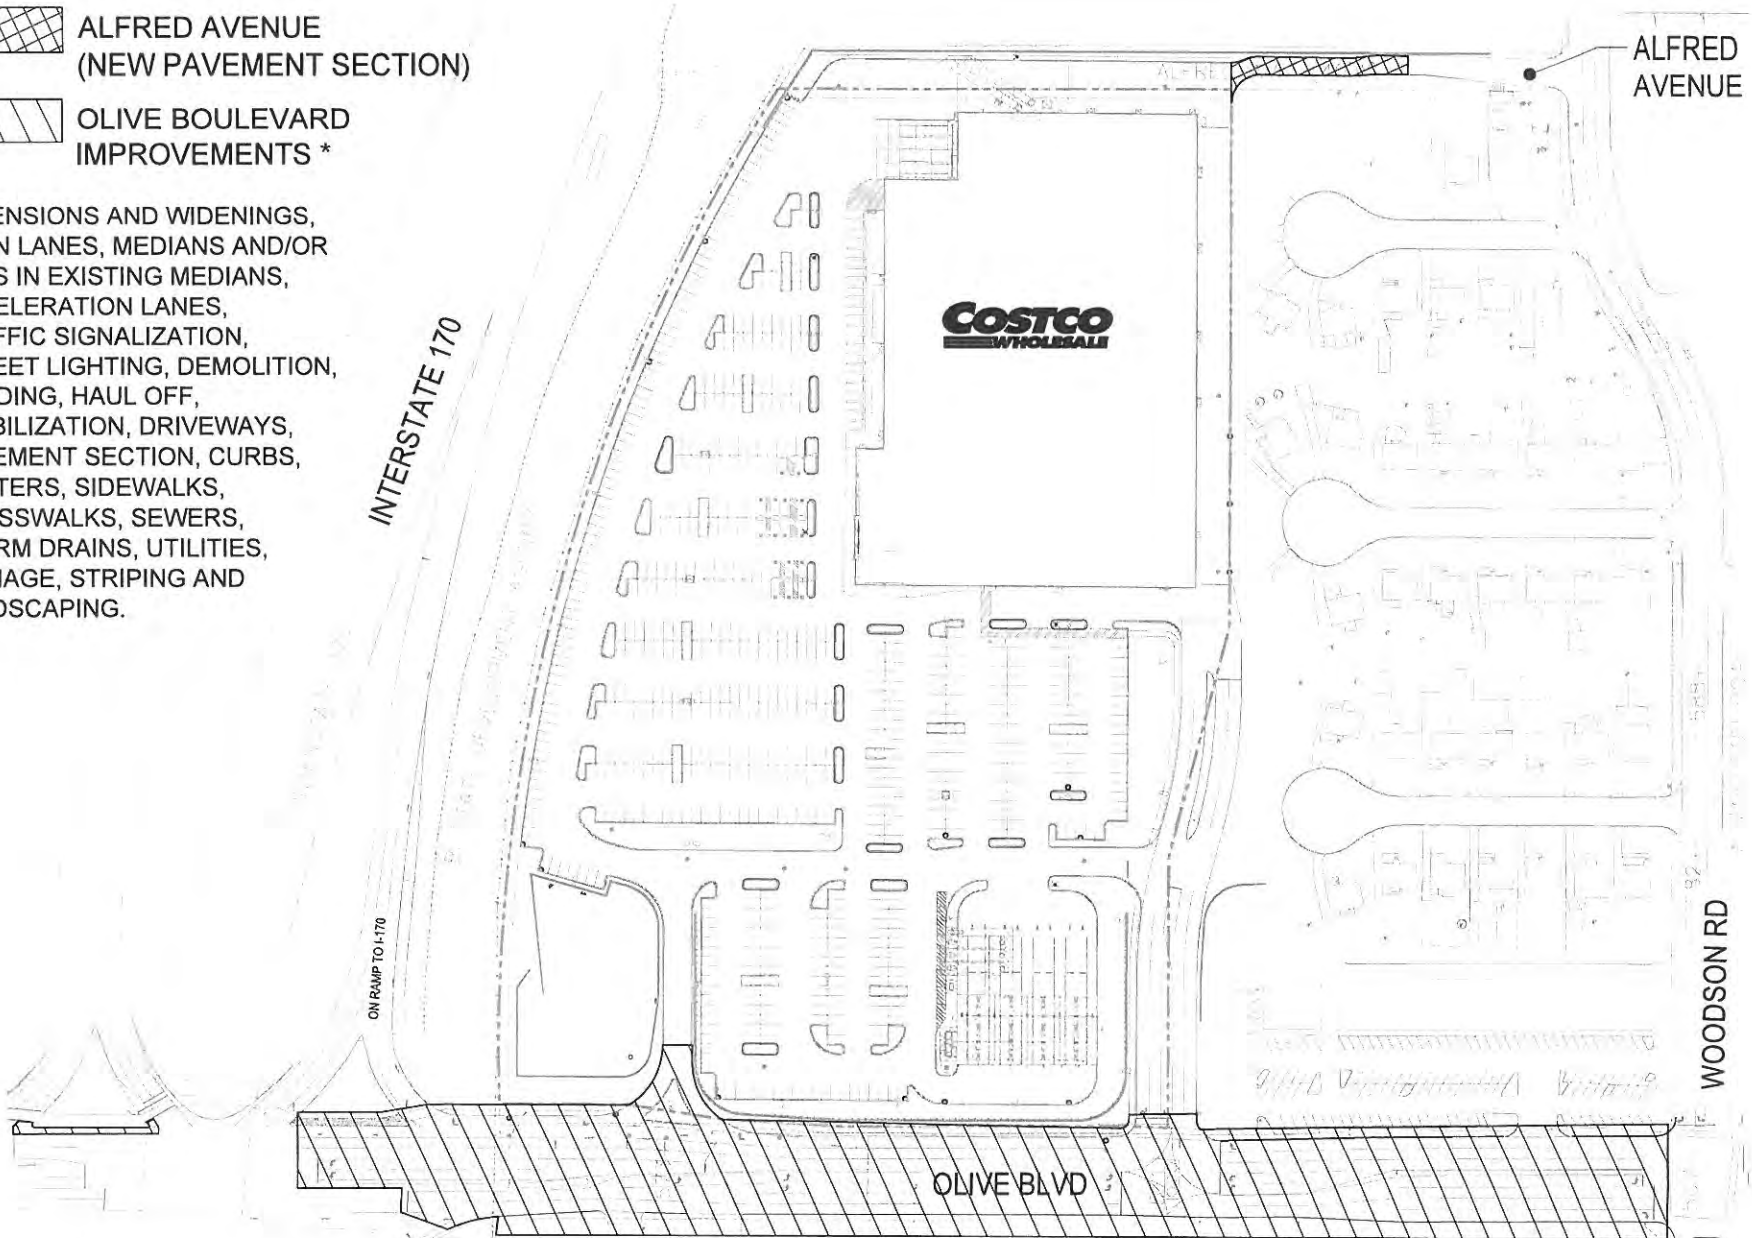 ALFRED AVENUE
(NEW PAVEMENT SECTION)
OLIVE BOULEVARD
IMPROVEMENTS *
ENSIONS AND WIDENINGS,
N LANES, MEDIANS AND/OR
S IN EXISTING MEDIANS,
ELERATION LANES,
FFIC SIGNALIZATION,
EET LIGHTING, DEMOLITION,
DING, HAUL OFF,
BILIZATION, DRIVEWAYS,
EMENT SECTION, CURBS,
TERS, SIDEWALKS,
SSWALKS, SEWERS,
RM DRAINS, UTILITIES,
NAGE, STRIPING AND
DSCAPING.
INTERSTATE 170
ON RAMP TO I-170
COSTCO
WHOLESALE
ALFRED
AVENUE
WOODSON RD
OLIVE BLVD